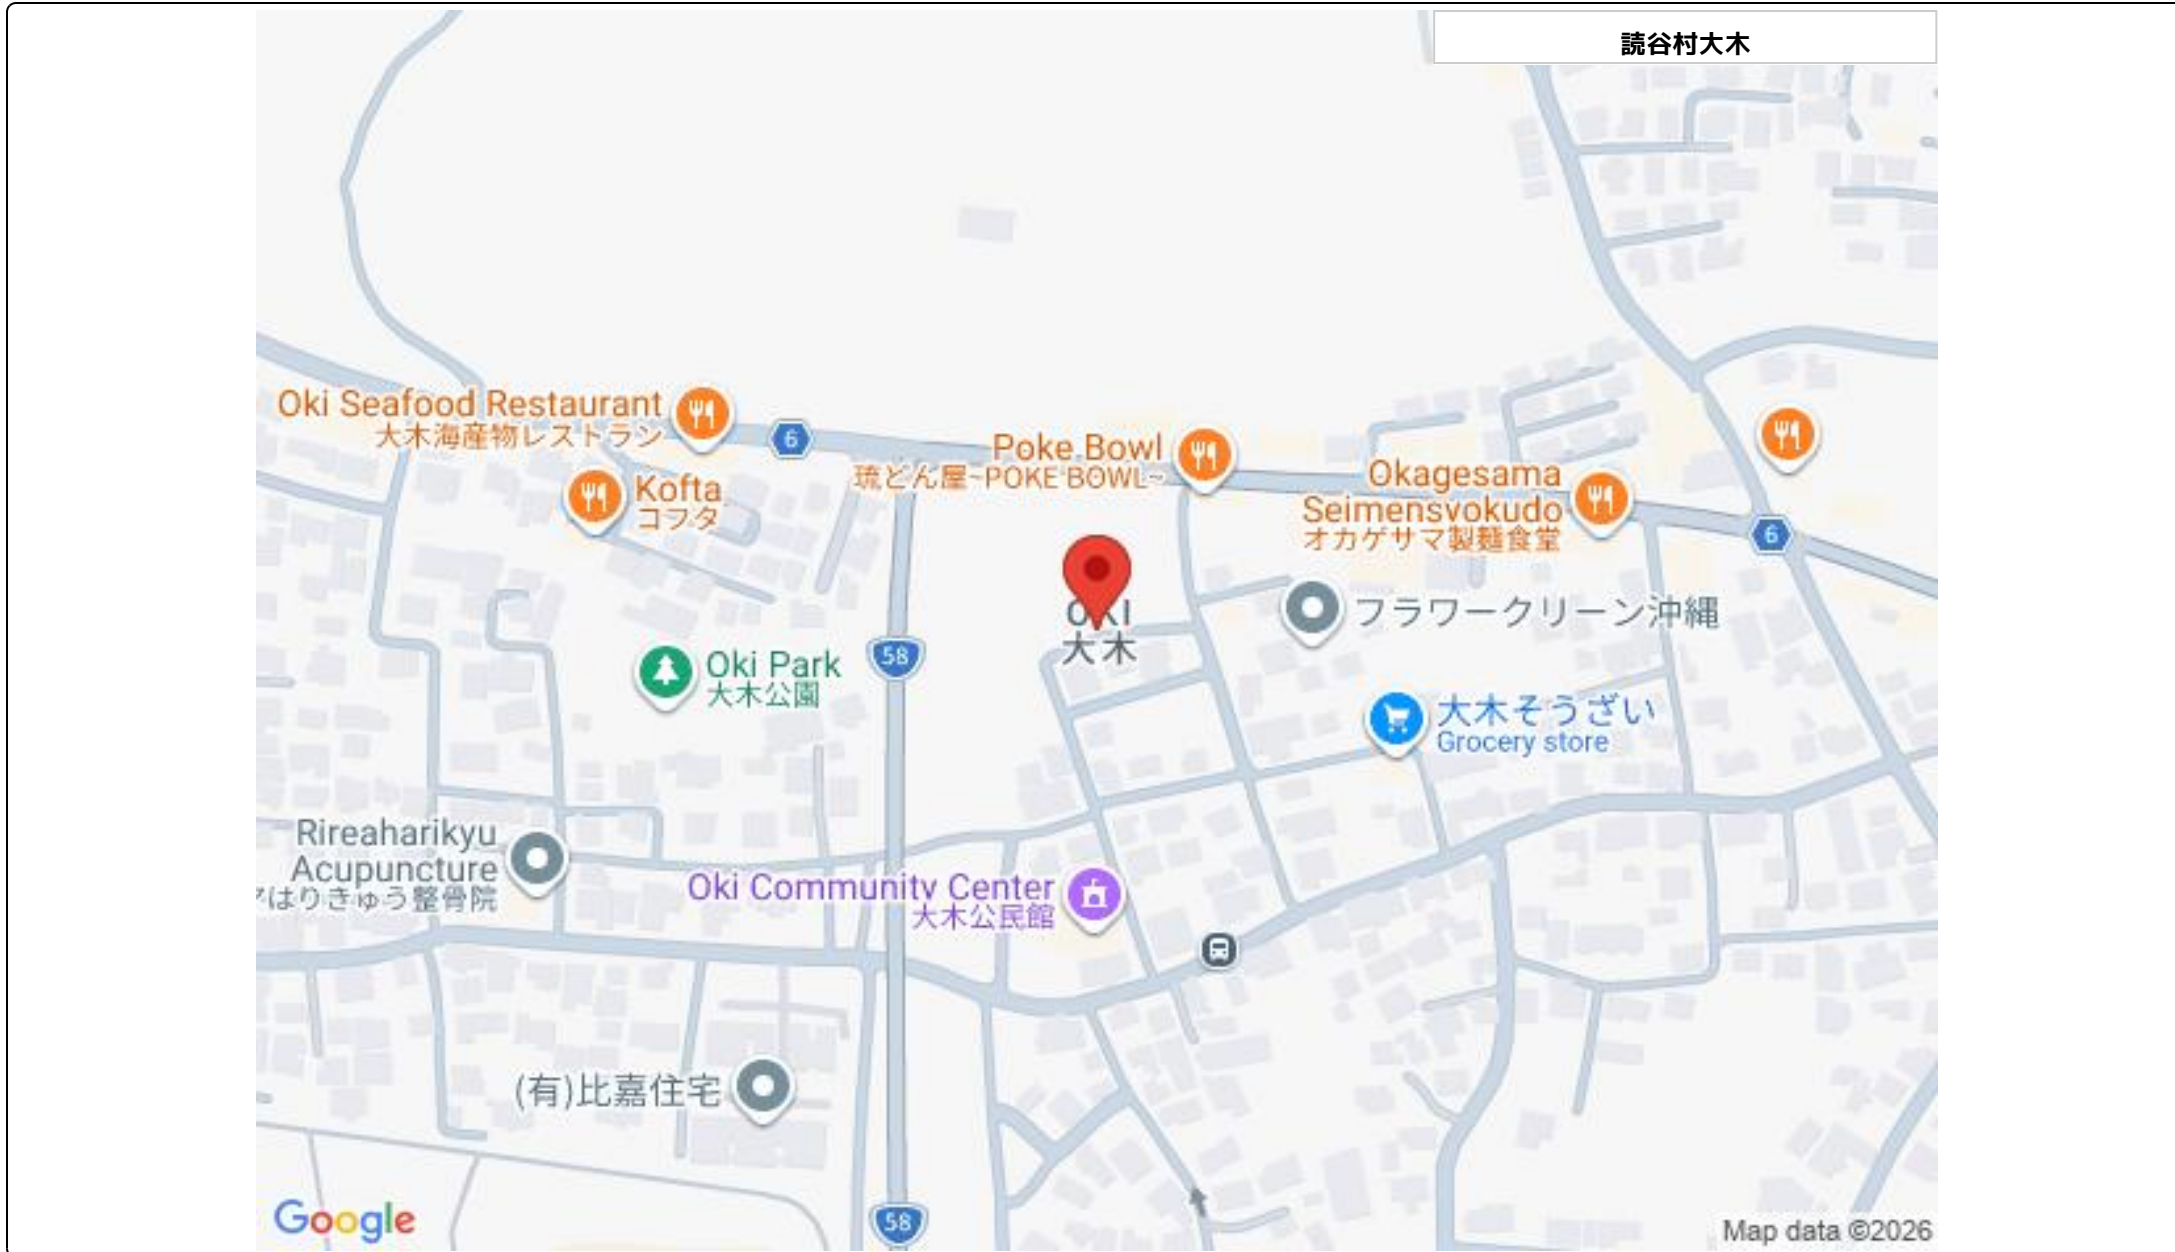 読谷村大木
Oki Seafood Restaurant
大木海産物レストラン
6
Poke Bowl
琉どん屋~POKE BOWL~
Kofta
コフタ
Okagesama
Seimensyokudo
オカゲサマ製麺食堂
6
OKI
大木
フラワークリーン沖縄
58
Oki Park
大木公園
大木そうざい
Grocery store
Rireaharikyu
Acupuncture
はりきゅう整骨院
Oki Community Center
大木公民館
(有)比嘉住宅
58
Google
Map data ©2026